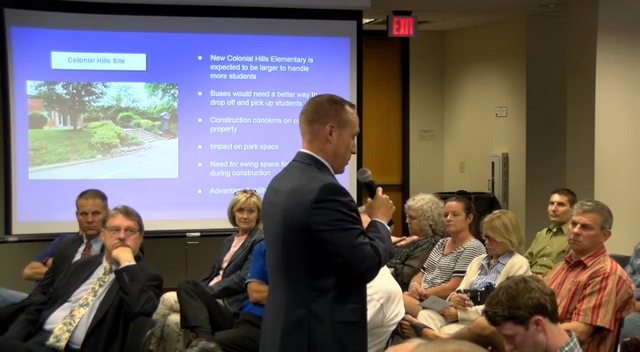 EXIT
Colonial Hills Site
New Colonial Hills Elementary is
expected to be larger to handle
more students
Buses would need a better way to
drop off and pick up students
Construction concerns on
property
Impact on park space
Need for swing space
during construction